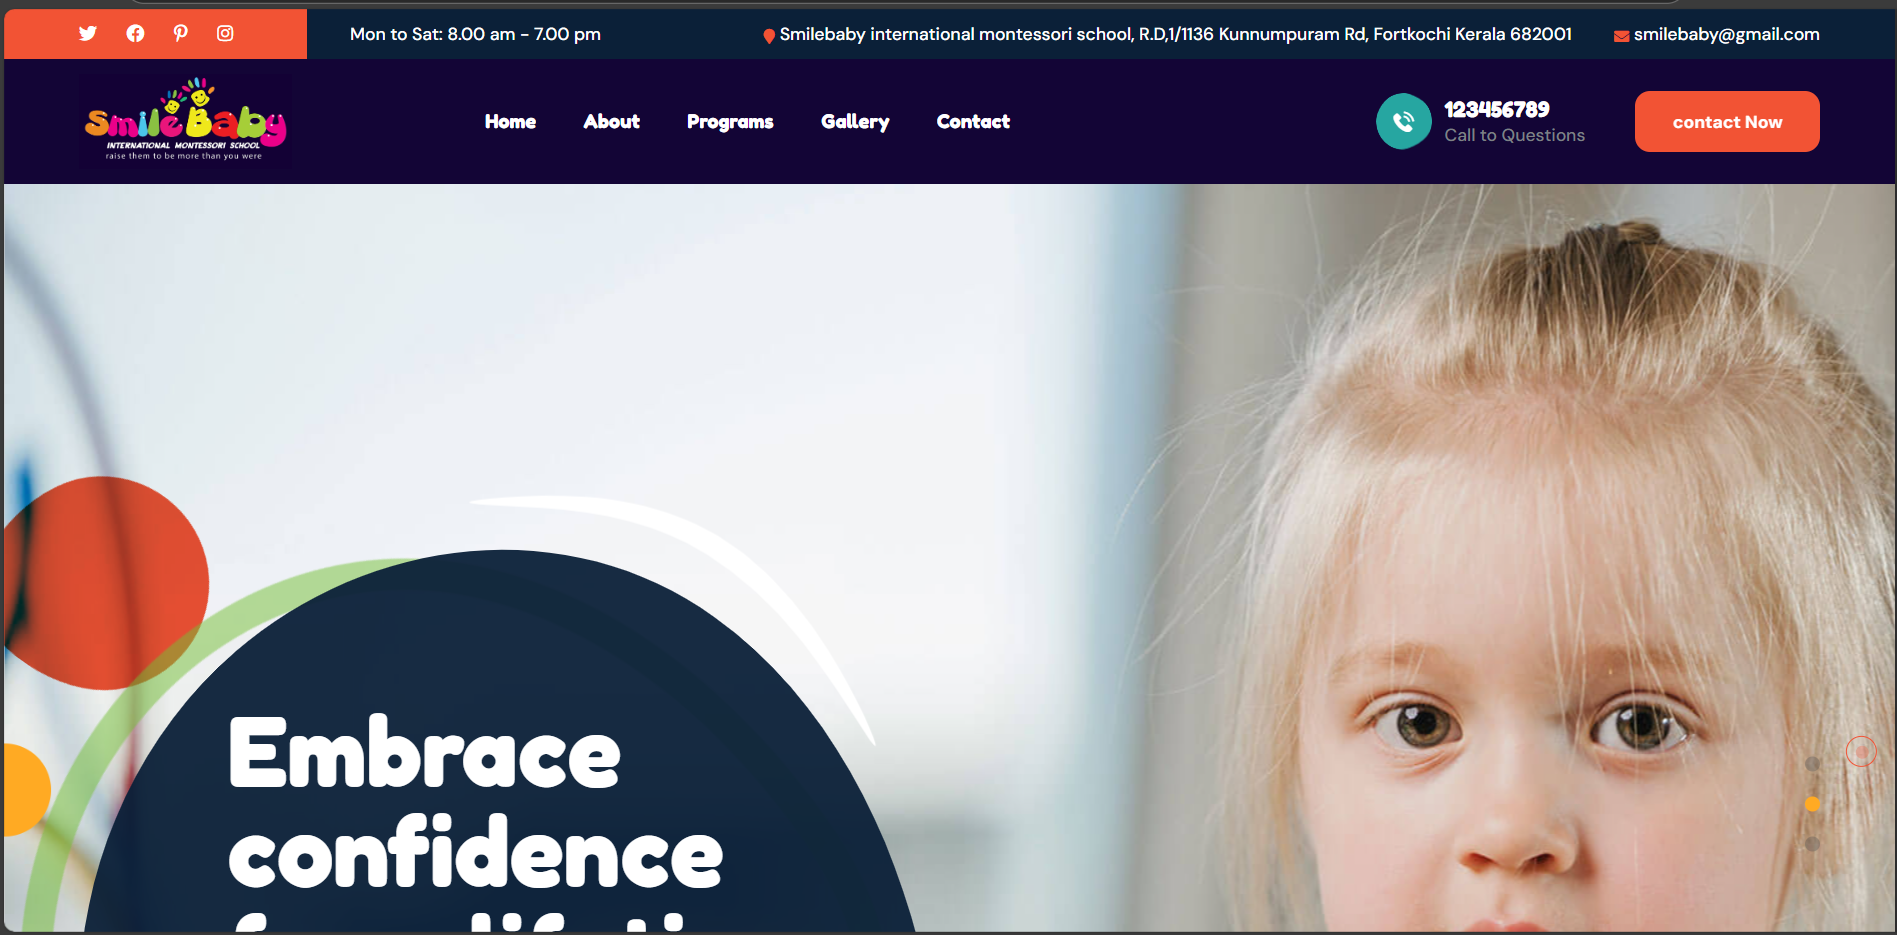 Mon to Sat: 8.00 am - 7.00 pm
Smilebaby international montessori school, R.D,1/1136 Kunnumpuram Rd, Fortkochi Kerala 682001
smilebaby@gmail.com
Smile Baby
INTERNATIONAL MONTESSORI SCHOOL
raise them to be more than you were
Home
About
Programs
Gallery
Contact
123456789
Call to Questions
contact Now
Embrace
confidence